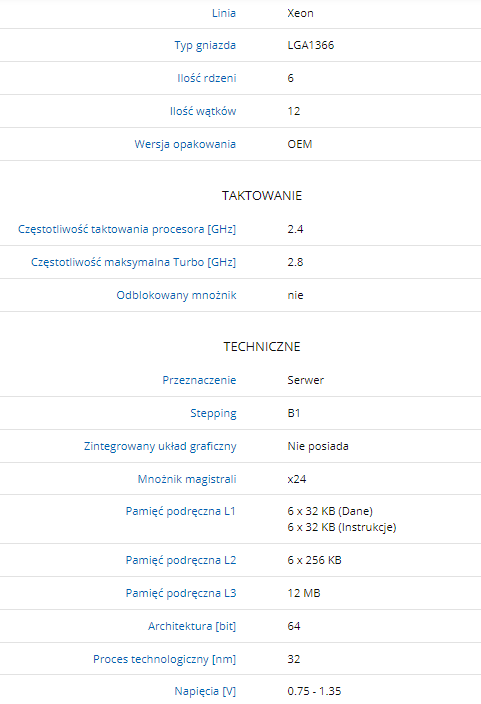 Linia Xeon
Typ gniazda LGA1366
Ilość rdzeni 6
Ilość wątków 12
Wersja opakowania OEM
TAKTOWANIE
Częstotliwość taktowania procesora [GHz] 2.4
Częstotliwość maksymalna Turbo [GHz] 2.8
Odblokowany mnożnik nie
TECHNICZNE
Przeznaczenie Serwer
Stepping B1
Zintegrowany układ graficzny Nie posiada
Mnożnik magistrali x24
Pamięć podręczna L1 6 x 32 KB (Dane)
6 x 32 KB (Instrukcje)
Pamięć podręczna L2 6 x 256 KB
Pamięć podręczna L3 12 MB
Architektura [bit] 64
Proces technologiczny [nm] 32
Napięcia [V] 0.75 - 1.35